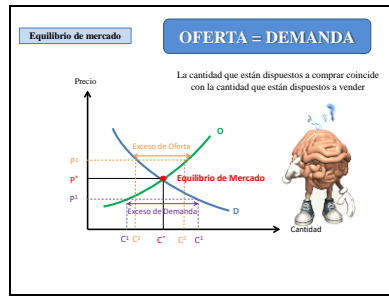 Equilibrio de mercado
OFERTA = DEMANDA
La cantidad que están dispuestos a comprar coincide
con la cantidad que están dispuestos a vender
Precio
O
Exceso de Oferta
P²
P*
Equilibrio de Mercado
P¹
Exceso de Demanda
D
Cantidad
C¹ C² C* C² C¹